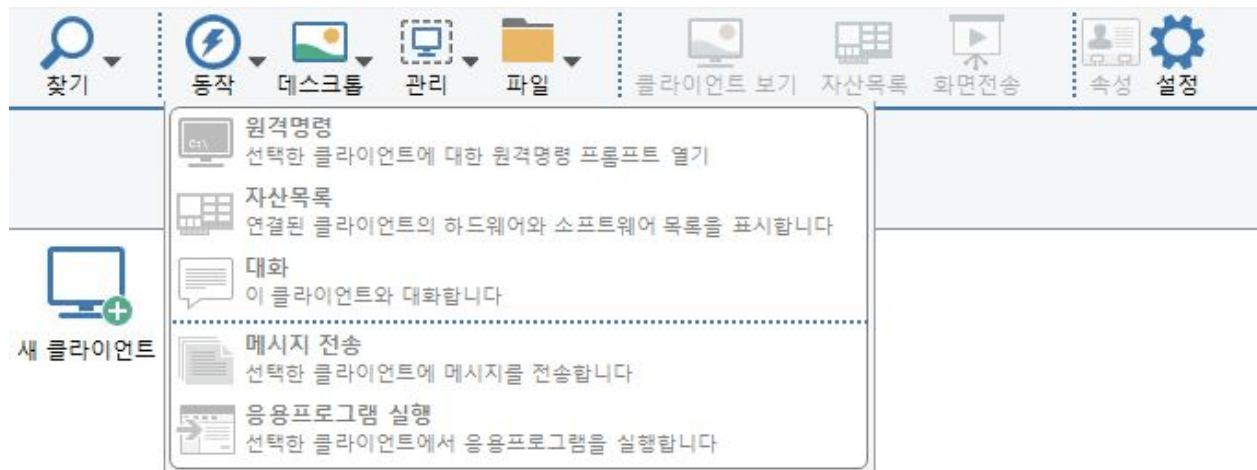 찾기 동작 데스크톱 관리 파일 클라이언트 보기 자산목록 화면전송 속성 설정
C:\
원격명령
선택한 클라이언트에 대한 원격명령 프롬프트 열기
자산목록
연결된 클라이언트의 하드웨어와 소프트웨어 목록을 표시합니다
대화
이 클라이언트와 대화합니다
새 클라이언트
메시지 전송
선택한 클라이언트에 메시지를 전송합니다
응용프로그램 실행
선택한 클라이언트에서 응용프로그램을 실행합니다